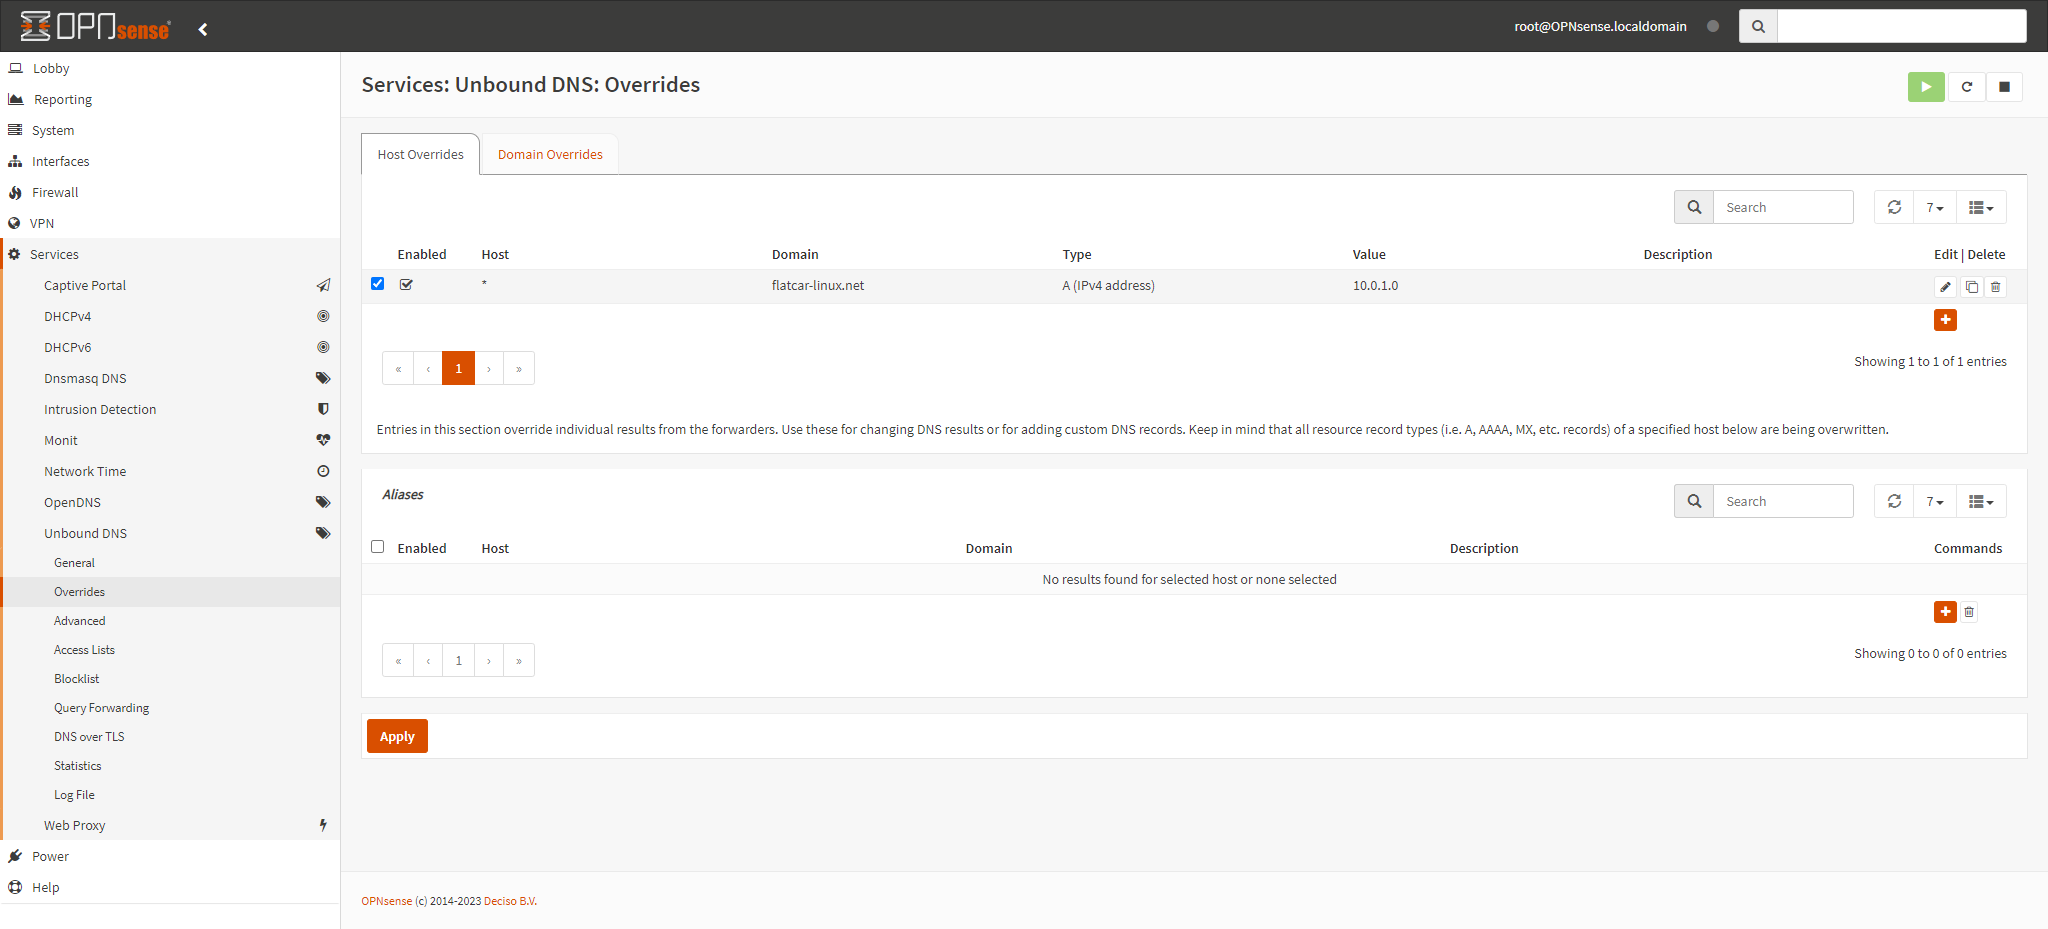 OPNsense
root@OPNsense.localdomain
Lobby
Reporting
System
Interfaces
Firewall
VPN
Services
Captive Portal
DHCPv4
DHCPv6
Dnsmasq DNS
Intrusion Detection
Monit
Network Time
OpenDNS
Unbound DNS
General
Overrides
Advanced
Access Lists
Blocklist
Query Forwarding
DNS over TLS
Statistics
Log File
Web Proxy
Power
Help
Services: Unbound DNS: Overrides
Host Overrides Domain Overrides
Search 7
Enabled Host Domain Type Value Description Edit | Delete
* flatcar-linux.net A (IPv4 address) 10.0.1.0
« ‹ 1 › »
Showing 1 to 1 of 1 entries
Entries in this section override individual results from the forwarders. Use these for changing DNS results or for adding custom DNS records. Keep in mind that all resource record types (i.e. A, AAAA, MX, etc. records) of a specified host below are being overwritten.
Aliases
Search 7
Enabled Host Domain Description Commands
No results found for selected host or none selected
« ‹ 1 › »
Showing 0 to 0 of 0 entries
Apply
OPNsense (c) 2014-2023 Deciso B.V.